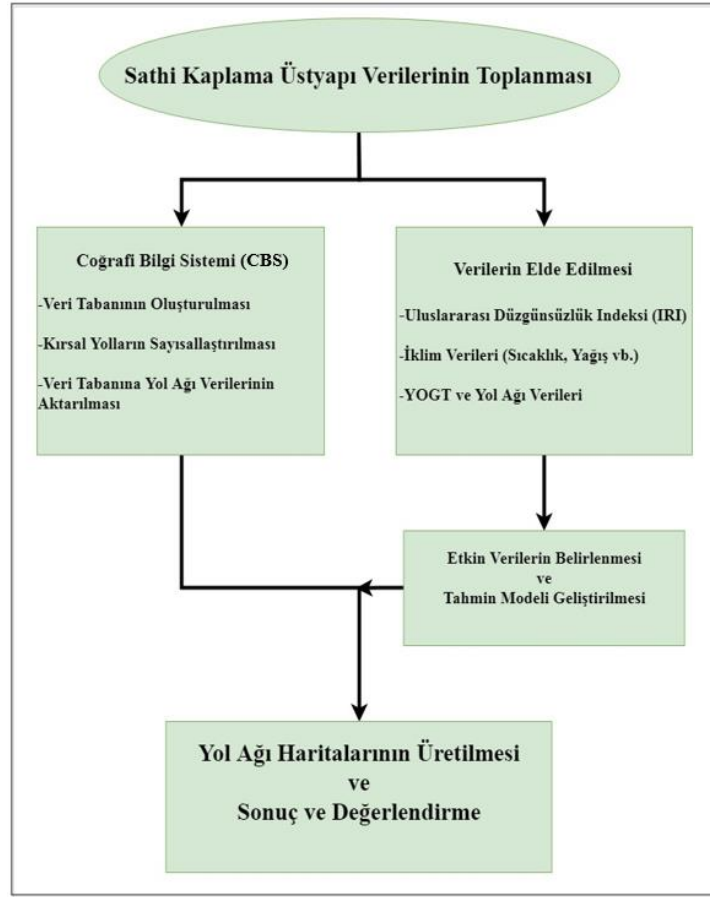 Sathi Kaplama Üstyapı Verilerinin Toplanması
Coğrafi Bilgi Sistemi (CBS)
-Veri Tabanının Oluşturulması
-Kırsal Yolların Sayısallaştırılması
-Veri Tabanına Yol Ağı Verilerinin
Aktarılması
Verilerin Elde Edilmesi
-Uluslararası Düzgünsüzlük Indeksi (IRI)
-İklim Verileri (Sıcaklık, Yağış vb.)
-YOGT ve Yol Ağı Verileri
Etkin Verilerin Belirlenmesi
ve
Tahmin Modeli Geliştirilmesi
Yol Ağı Haritalarının Üretilmesi
ve
Sonuç ve Değerlendirme